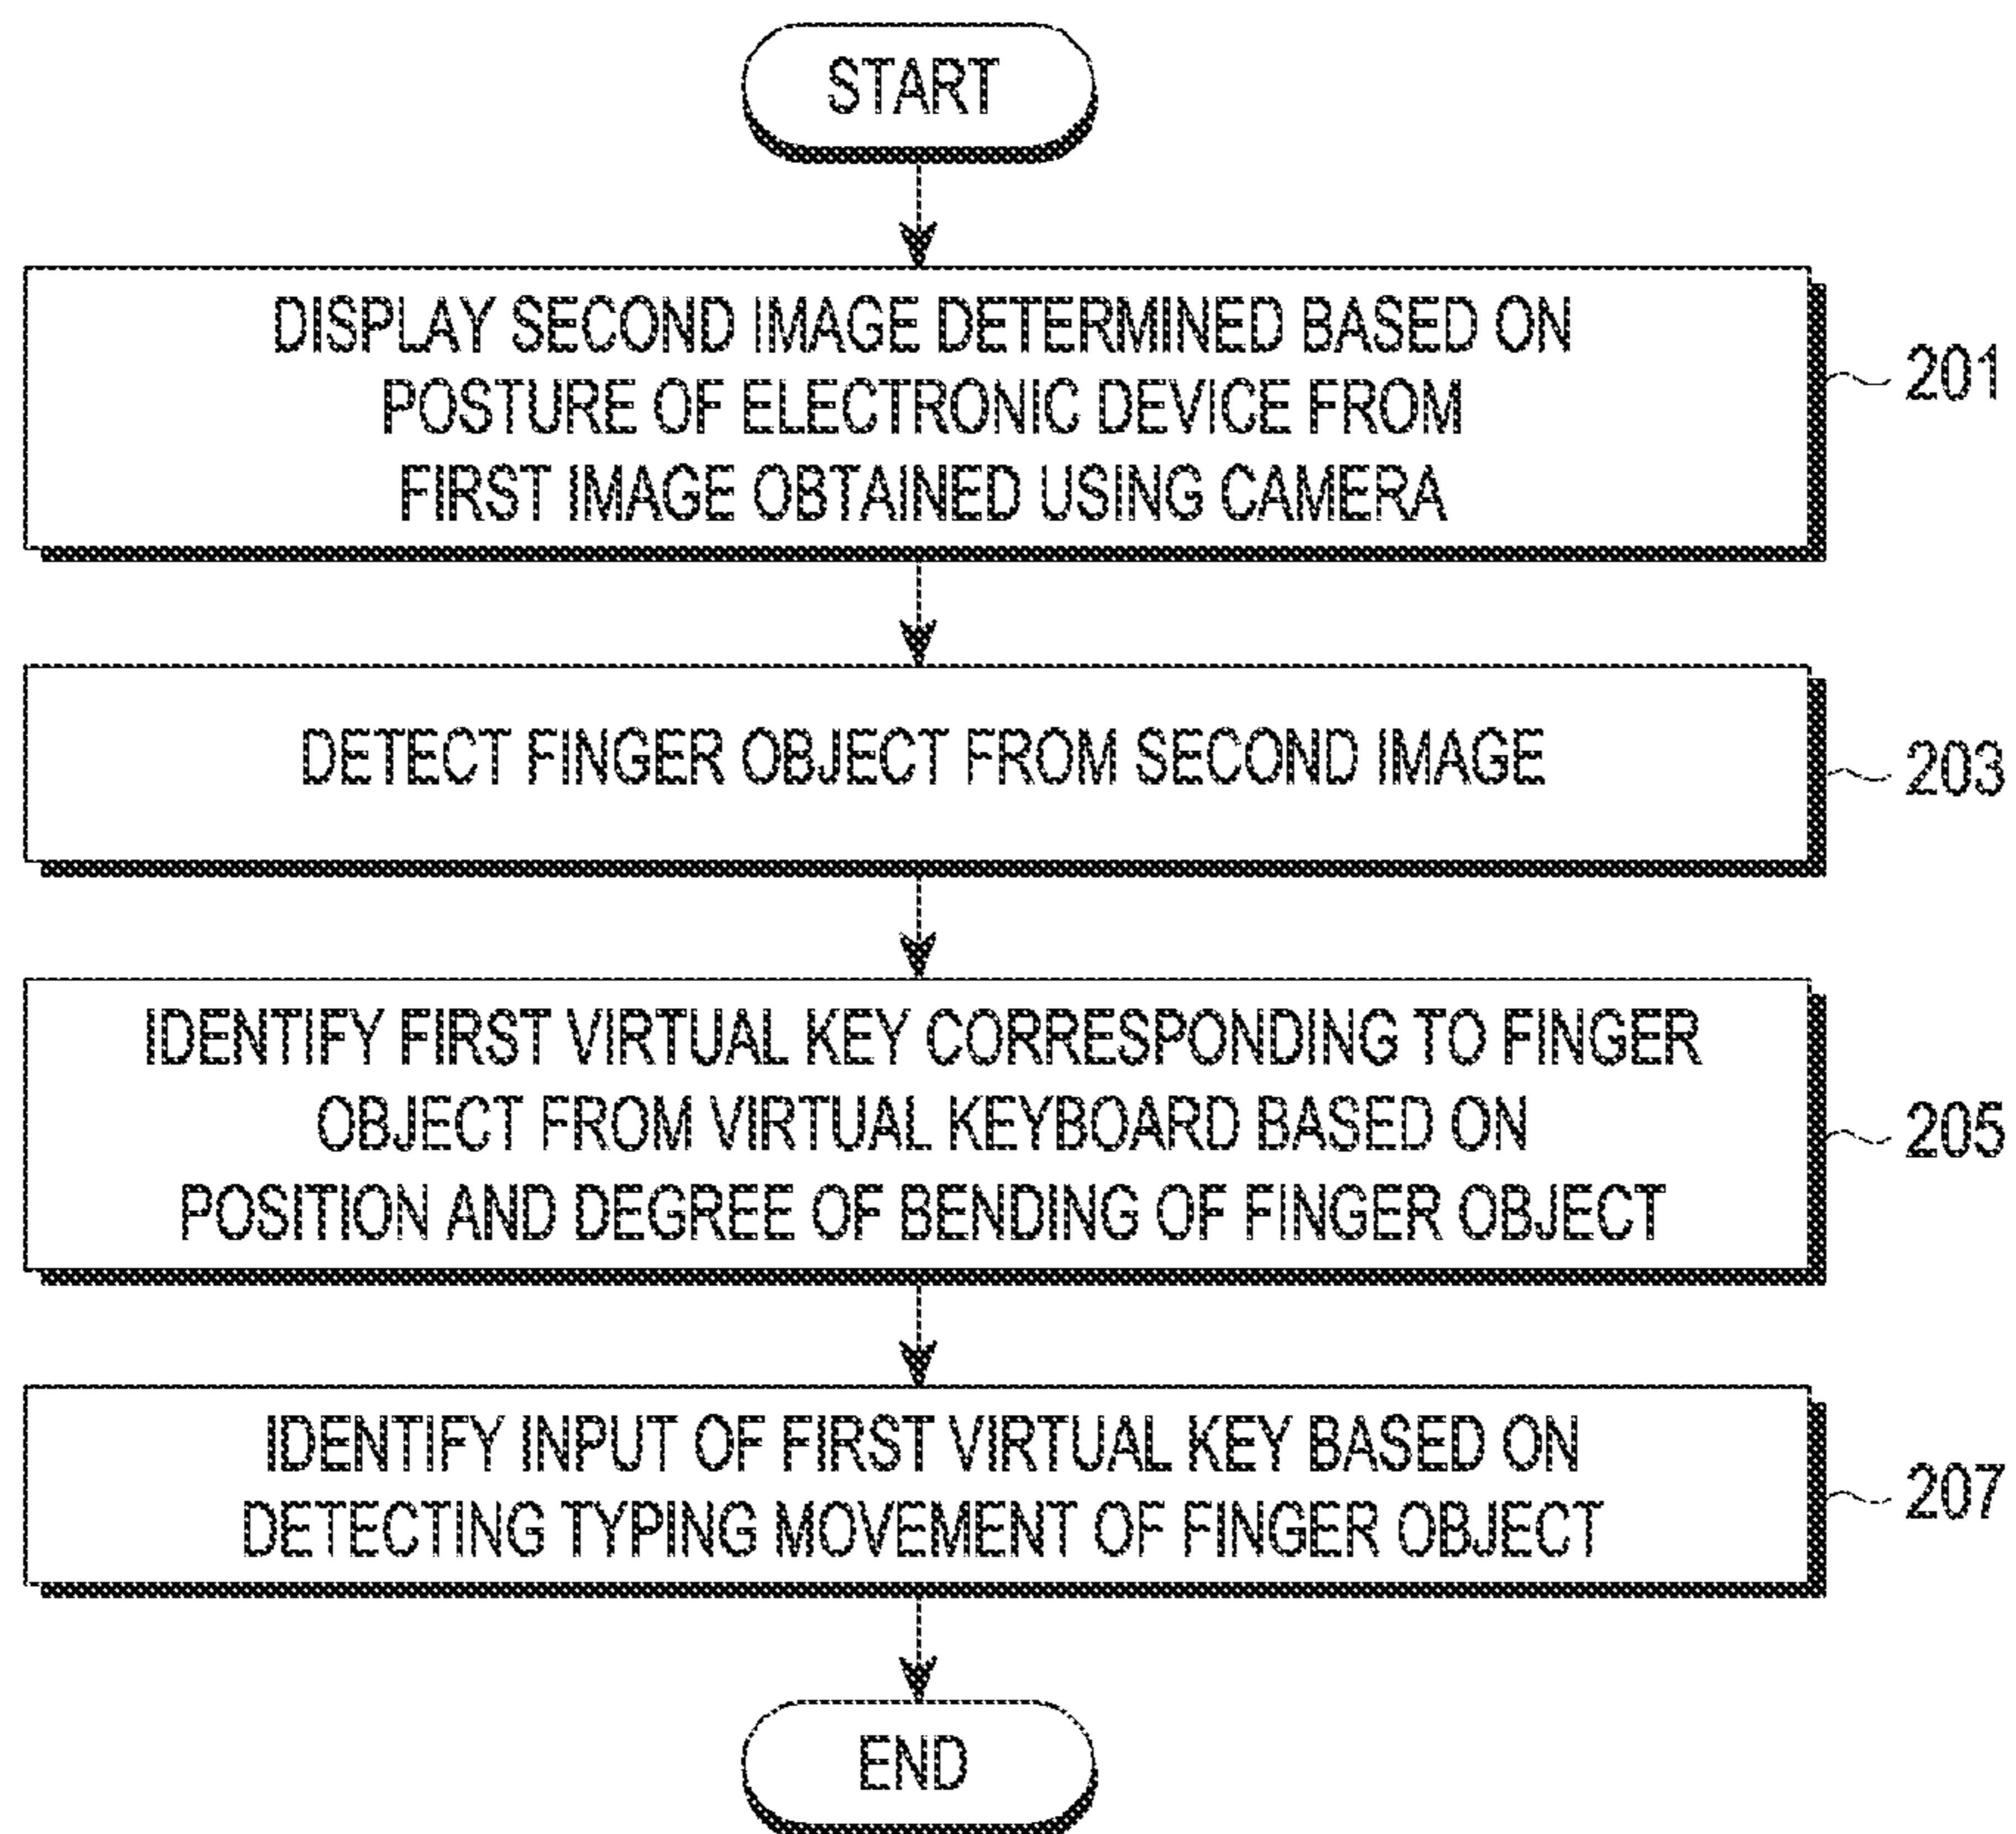 START
DISPLAY SECOND IMAGE DETERMINED BASED ON
POSTURE OF ELECTRONIC DEVICE FROM
FIRST IMAGE OBTAINED USING CAMERA
201
DETECT FINGER OBJECT FROM SECOND IMAGE
203
IDENTIFY FIRST VIRTUAL KEY CORRESPONDING TO FINGER
OBJECT FROM VIRTUAL KEYBOARD BASED ON
POSITION AND DEGREE OF BENDING OF FINGER OBJECT
205
IDENTIFY INPUT OF FIRST VIRTUAL KEY BASED ON
DETECTING TYPING MOVEMENT OF FINGER OBJECT
207
END